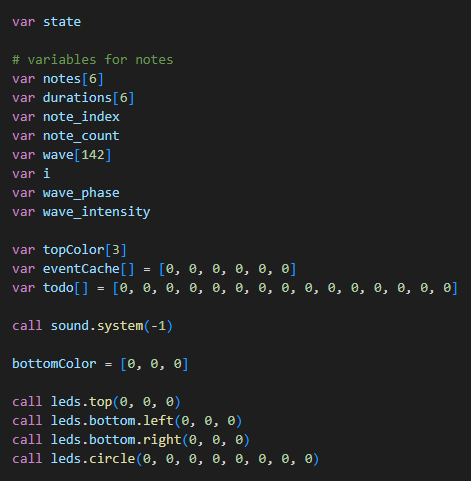 var state
# variables for notes
var notes[6]
var durations[6]
var note_index
var note_count
var wave[142]
var i
var wave_phase
var wave_intensity
var topColor[3]
var eventCache[] = [0, 0, 0, 0, 0, 0]
var todo[] = [0, 0, 0, 0, 0, 0, 0, 0, 0, 0, 0, 0, 0, 0, 0]
call sound.system(-1)
bottomColor = [0, 0, 0]
call leds.top(0, 0, 0)
call leds.bottom.left(0, 0, 0)
call leds.bottom.right(0, 0, 0)
call leds.circle(0, 0, 0, 0, 0, 0, 0, 0)